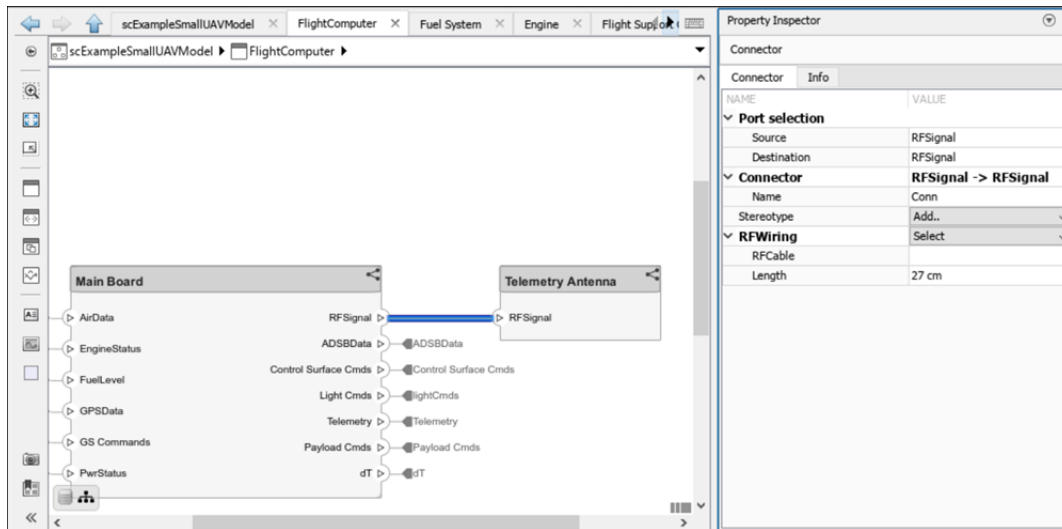 scExampleSmallUAVModel
FlightComputer
Fuel System
Engine
Flight Suppo
scExampleSmallUAVModel
FlightComputer
Main Board
AirData
EngineStatus
FuelLevel
GPSData
GS Commands
PwrStatus
RFSignal
ADSBData
Control Surface Cmds
Light Cmds
Telemetry
Payload Cmds
dT
ADSBData
Control Surface Cmds
lightCmds
Telemetry
Payload Cmds
dT
Telemetry Antenna
RFSignal
Property Inspector
Connector
Connector Info
NAME VALUE
Port selection
Source RFSignal
Destination RFSignal
Connector RFSignal -> RFSignal
Name Conn
Stereotype Add..
RFWiring Select
RFCable
Length 27 cm